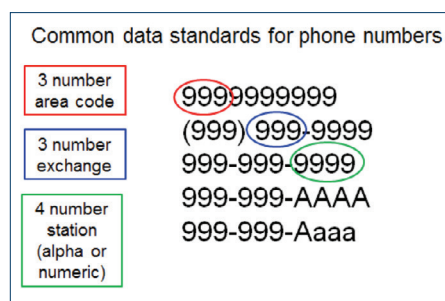 Common data standards for phone numbers
3 number
area code
3 number
exchange
4 number
station
(alpha or
numeric)
9999999999
(999) 999-9999
999-999-9999
999-999-AAAA
999-999-Aaaa